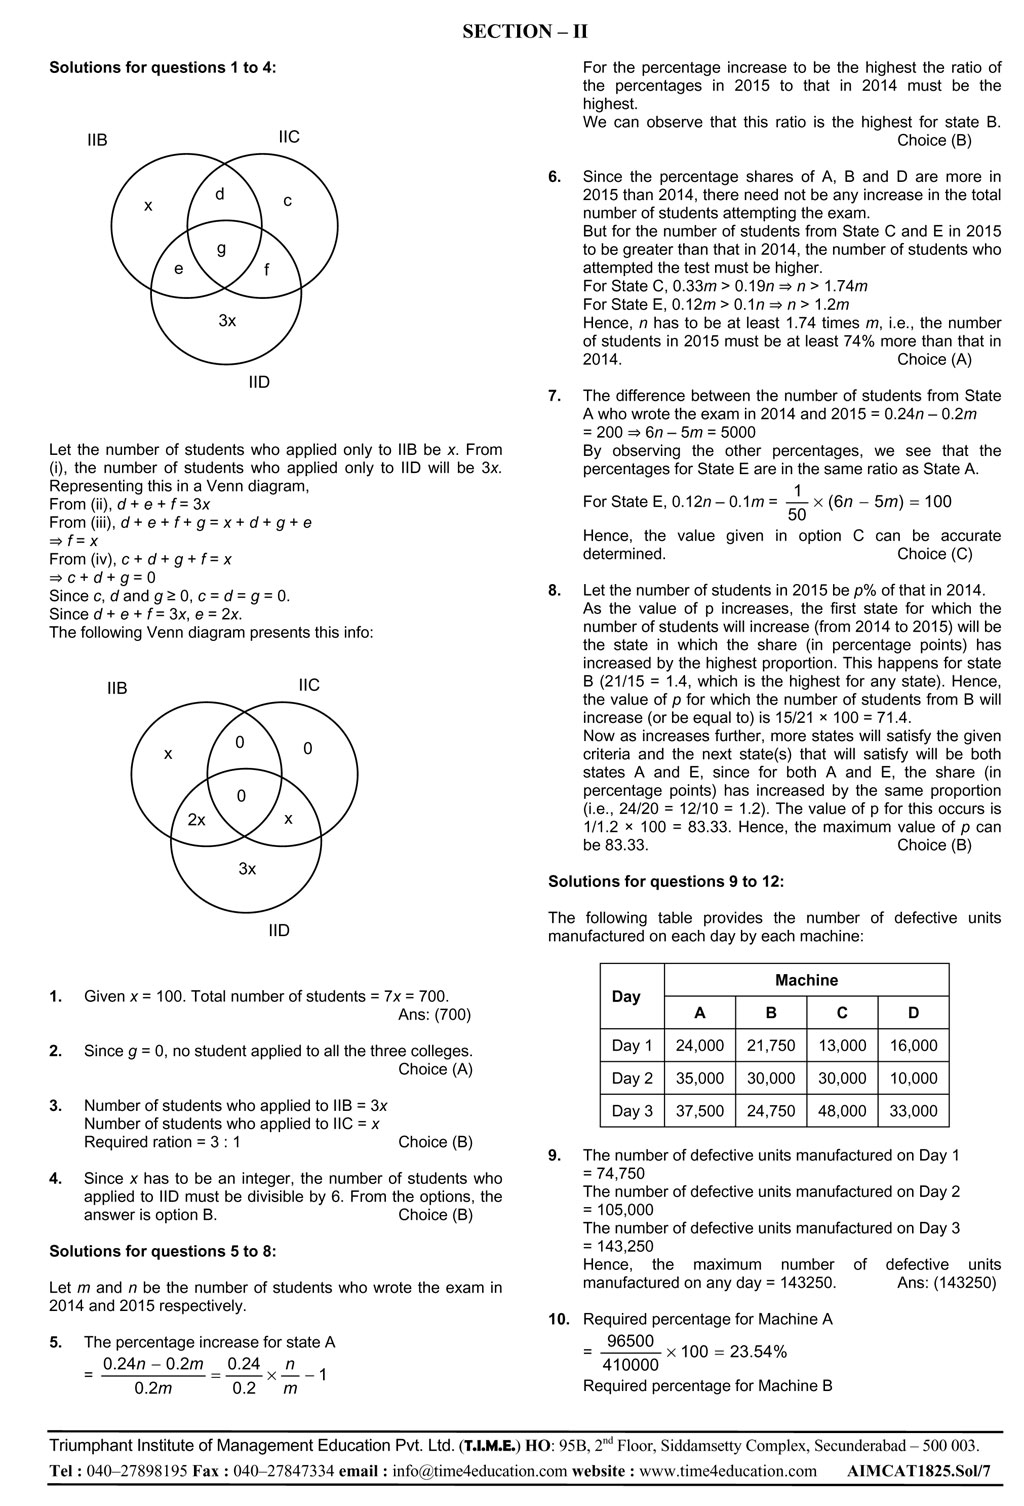 SECTION – II
Solutions for questions 1 to 4:
IIB
IIC
x
d
c
g
e
f
3x
IID
Let the number of students who applied only to IIB be x. From
(i), the number of students who applied only to IID will be 3x.
Representing this in a Venn diagram,
From (ii), d + e + f = 3x
From (iii), d + e + f + g = x + d + g + e
⇒ f = x
From (iv), c + d + g + f = x
⇒ c + d + g = 0
Since c, d and g ≥ 0, c = d = g = 0.
Since d + e + f = 3x, e = 2x.
The following Venn diagram presents this info:
IIB
IIC
x
0
0
0
2x
x
3x
IID
1. Given x = 100. Total number of students = 7x = 700.
Ans: (700)
2. Since g = 0, no student applied to all the three colleges.
Choice (A)
3. Number of students who applied to IIB = 3x
Number of students who applied to IIC = x
Required ration = 3 : 1 Choice (B)
4. Since x has to be an integer, the number of students who
applied to IID must be divisible by 6. From the options, the
answer is option B. Choice (B)
Solutions for questions 5 to 8:
Let m and n be the number of students who wrote the exam in
2014 and 2015 respectively.
5. The percentage increase for state A
= (0.24n − 0.2m)/0.2m = 0.24/0.2 × n/m − 1
For the percentage increase to be the highest the ratio of
the percentages in 2015 to that in 2014 must be the
highest.
We can observe that this ratio is the highest for state B.
Choice (B)
6. Since the percentage shares of A, B and D are more in
2015 than 2014, there need not be any increase in the total
number of students attempting the exam.
But for the number of students from State C and E in 2015
to be greater than that in 2014, the number of students who
attempted the test must be higher.
For State C, 0.33m > 0.19n ⇒ n > 1.74m
For State E, 0.12m > 0.1n ⇒ n > 1.2m
Hence, n has to be at least 1.74 times m, i.e., the number
of students in 2015 must be at least 74% more than that in
2014. Choice (A)
7. The difference between the number of students from State
A who wrote the exam in 2014 and 2015 = 0.24n – 0.2m
= 200 ⇒ 6n – 5m = 5000
By observing the other percentages, we see that the
percentages for State E are in the same ratio as State A.
For State E, 0.12n – 0.1m = 1/50 × (6n − 5m) = 100
Hence, the value given in option C can be accurate
determined. Choice (C)
8. Let the number of students in 2015 be p% of that in 2014.
As the value of p increases, the first state for which the
number of students will increase (from 2014 to 2015) will be
the state in which the share (in percentage points) has
increased by the highest proportion. This happens for state
B (21/15 = 1.4, which is the highest for any state). Hence,
the value of p for which the number of students from B will
increase (or be equal to) is 15/21 × 100 = 71.4.
Now as increases further, more states will satisfy the given
criteria and the next state(s) that will satisfy will be both
states A and E, since for both A and E, the share (in
percentage points) has increased by the same proportion
(i.e., 24/20 = 12/10 = 1.2). The value of p for this occurs is
1/1.2 × 100 = 83.33. Hence, the maximum value of p can
be 83.33. Choice (B)
Solutions for questions 9 to 12:
The following table provides the number of defective units
manufactured on each day by each machine:
Day Machine
A B C D
Day 1 24,000 21,750 13,000 16,000
Day 2 35,000 30,000 30,000 10,000
Day 3 37,500 24,750 48,000 33,000
9. The number of defective units manufactured on Day 1
= 74,750
The number of defective units manufactured on Day 2
= 105,000
The number of defective units manufactured on Day 3
= 143,250
Hence, the maximum number of defective units
manufactured on any day = 143250. Ans: (143250)
10. Required percentage for Machine A
= 96500/410000 × 100 = 23.54%
Required percentage for Machine B
Triumphant Institute of Management Education Pvt. Ltd. (T.I.M.E.) HO: 95B, 2nd Floor, Siddamsetty Complex, Secunderabad – 500 003.
Tel : 040–27898195 Fax : 040–27847334 email : info@time4education.com website : www.time4education.com AIMCAT1825.Sol/7